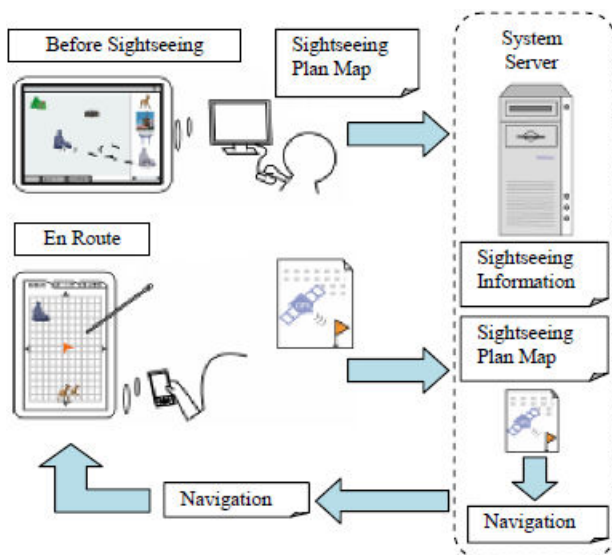 Before Sightseeing
Sightseeing
Plan Map
System
Server
En Route
Sightseeing
Information
Sightseeing
Plan Map
Navigation
Navigation